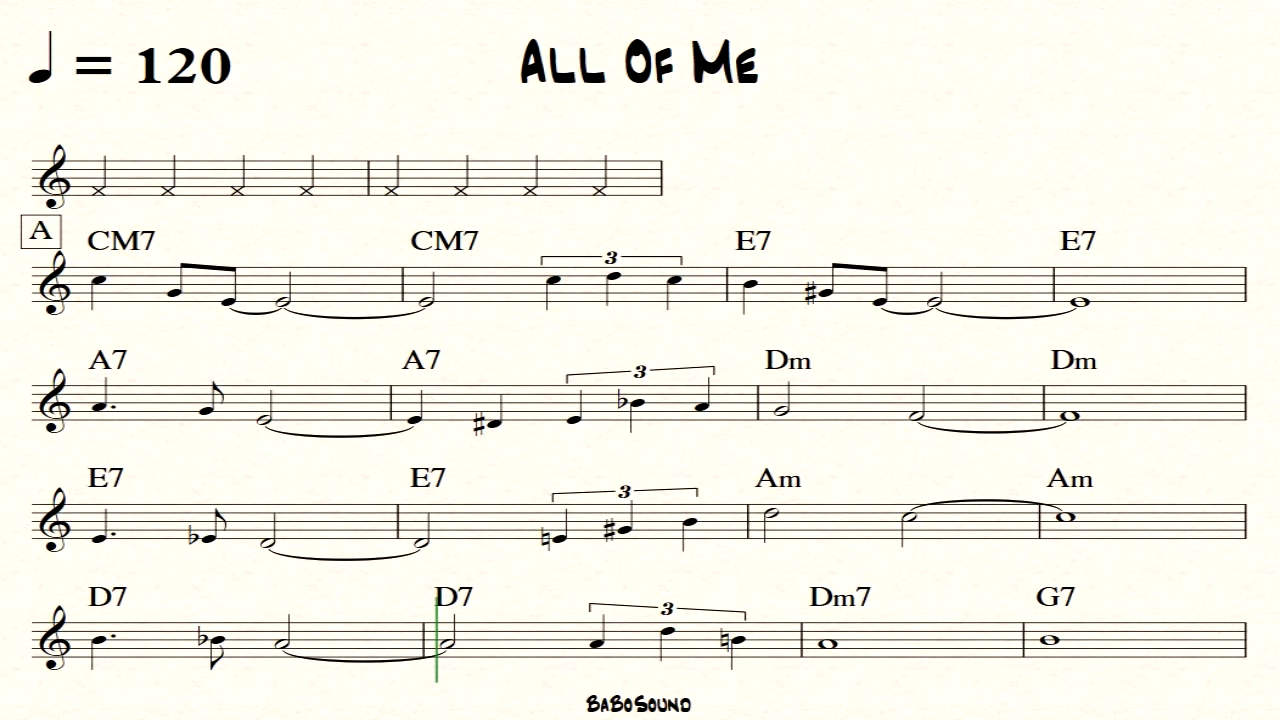 ♩ = 120
All Of Me
A
CM7 CM7 E7 E7
3
A7 A7 Dm Dm
3
E7 E7 Am Am
3
D7 D7 Dm7 G7
3
BaBoSound